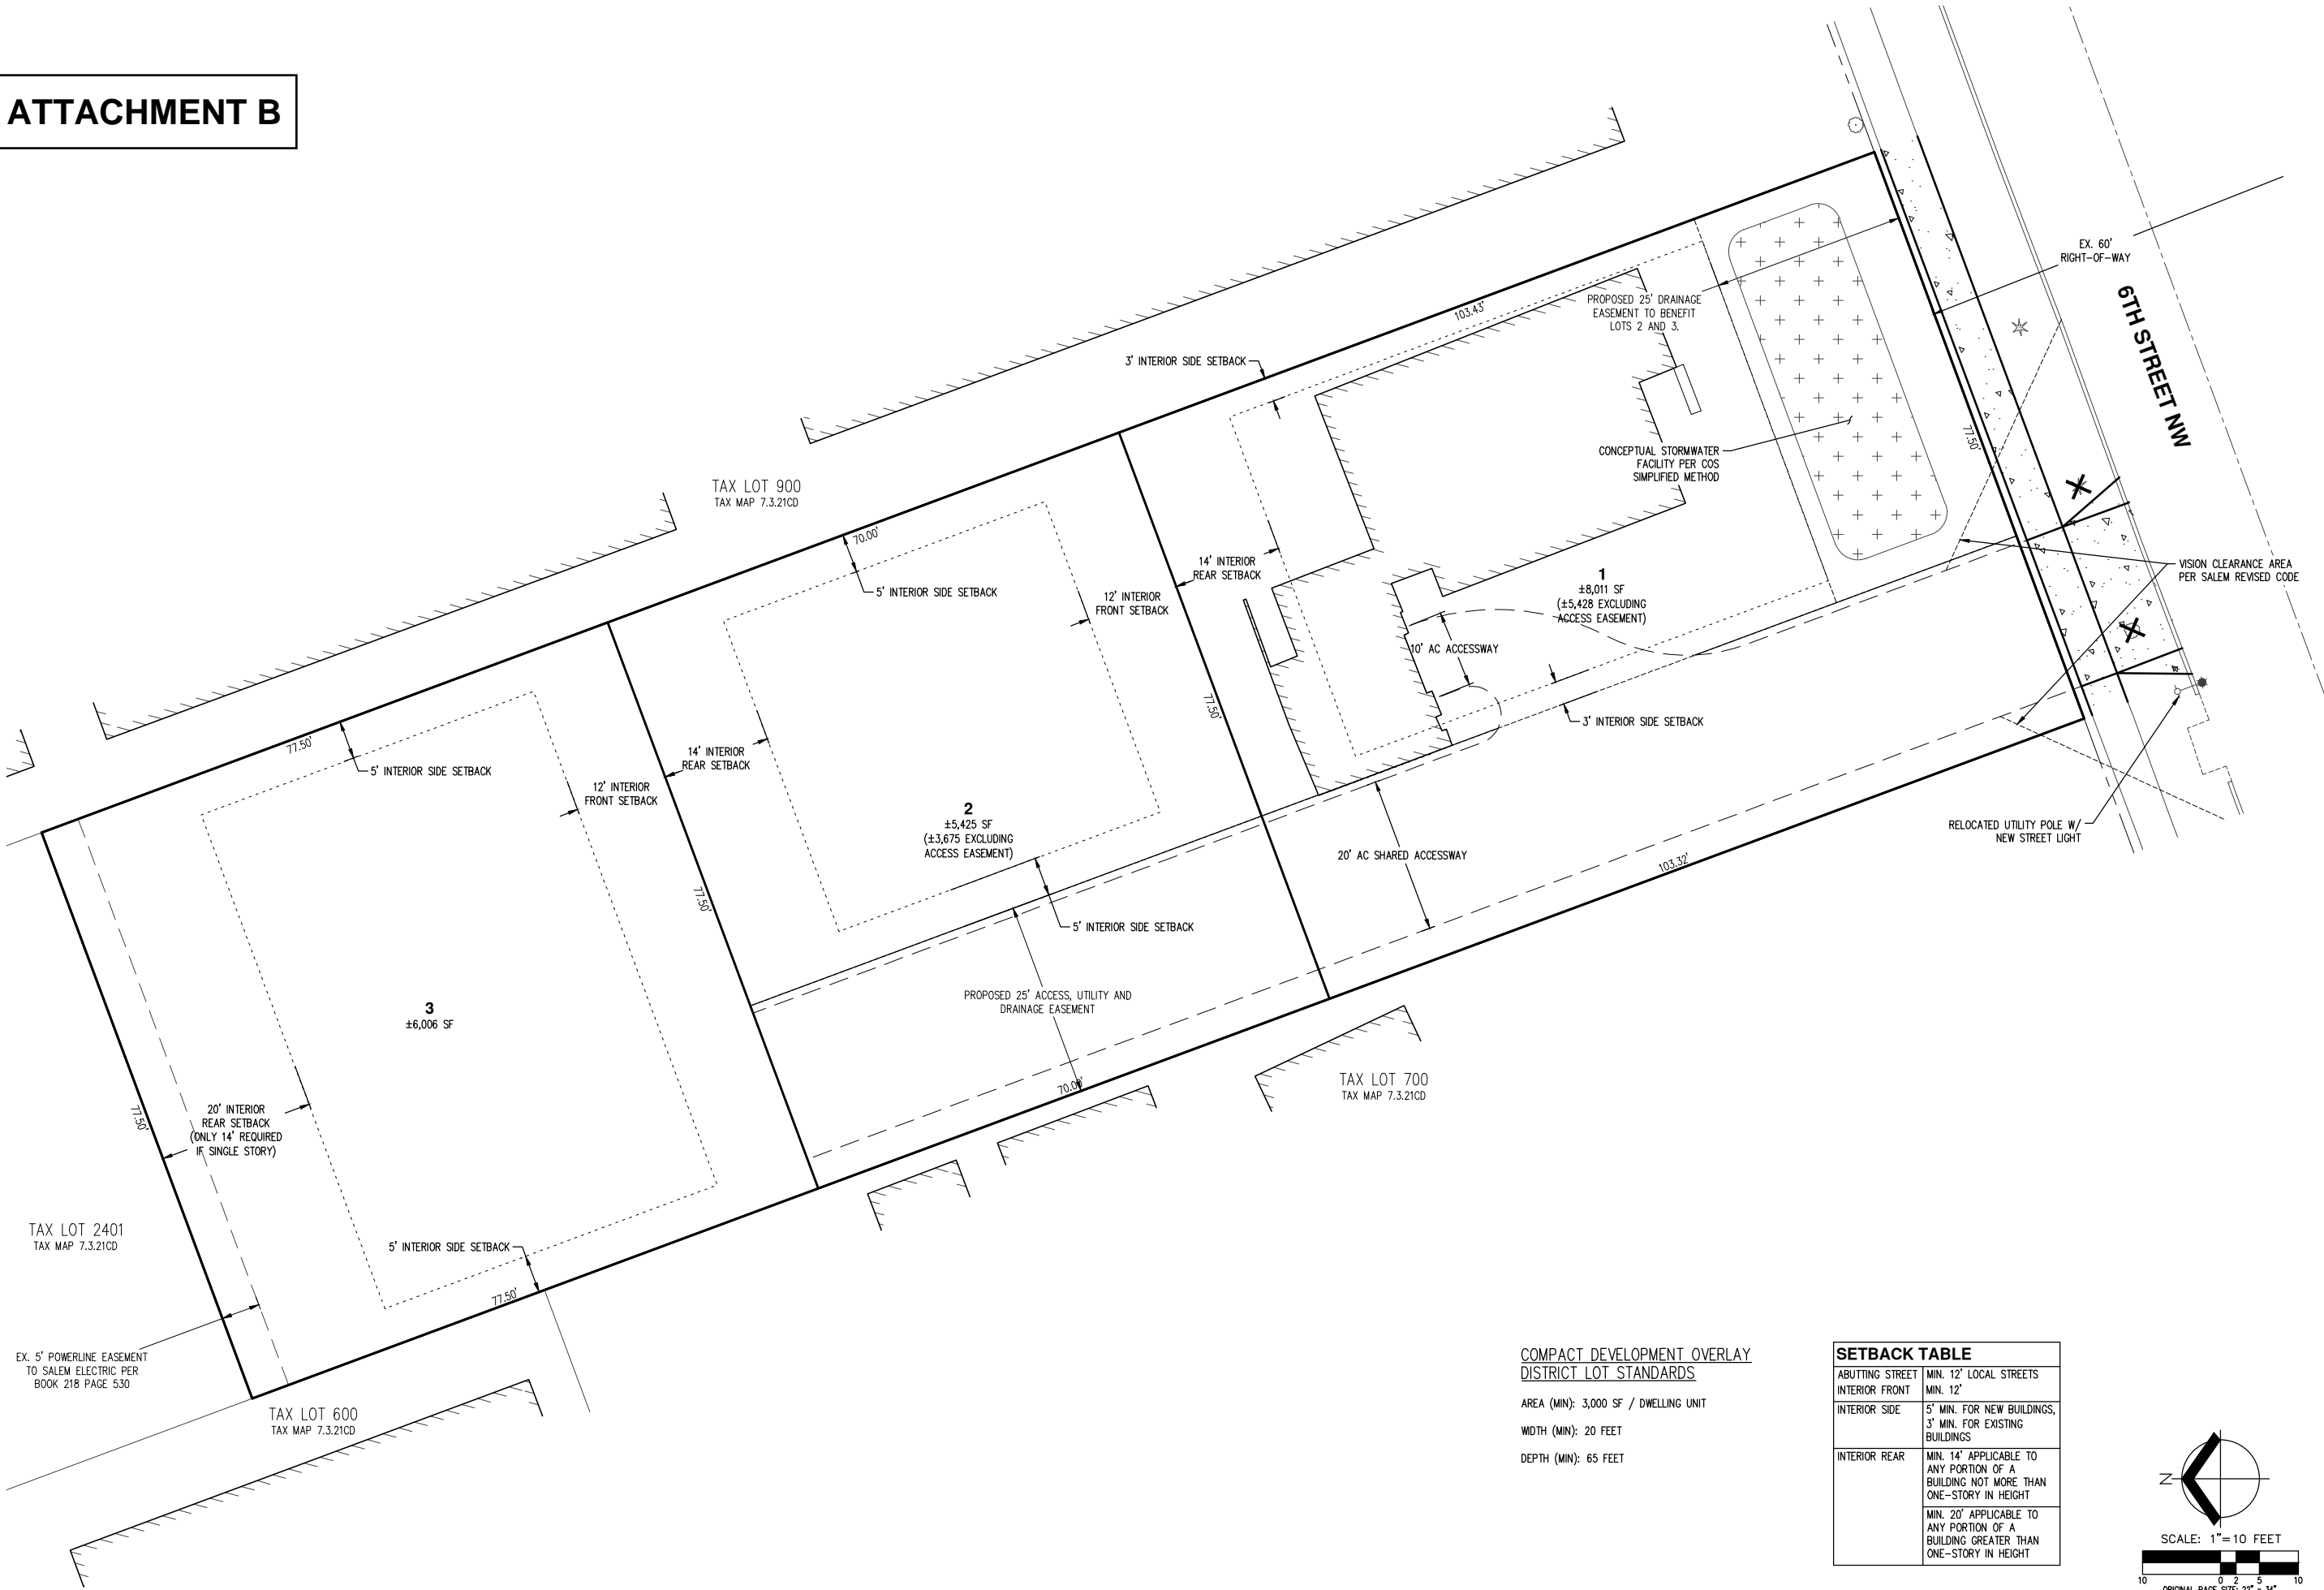 ATTACHMENT B
EX. 60'
RIGHT-OF-WAY
6TH STREET NW
PROPOSED 25' DRAINAGE
EASEMENT TO BENEFIT
LOTS 2 AND 3.
103.43'
3' INTERIOR SIDE SETBACK
77.50'
CONCEPTUAL STORMWATER
FACILITY PER COS
SIMPLIFIED METHOD
TAX LOT 900
TAX MAP 7.3.21CD
70.00'
5' INTERIOR SIDE SETBACK
12' INTERIOR
FRONT SETBACK
14' INTERIOR
REAR SETBACK
1
±8,011 SF
(±5,428 EXCLUDING
ACCESS EASEMENT)
VISION CLEARANCE AREA
PER SALEM REVISED CODE
10' AC ACCESSWAY
77.50'
3' INTERIOR SIDE SETBACK
77.50'
5' INTERIOR SIDE SETBACK
12' INTERIOR
FRONT SETBACK
14' INTERIOR
REAR SETBACK
2
±5,425 SF
(±3,675 EXCLUDING
ACCESS EASEMENT)
RELOCATED UTILITY POLE W/
NEW STREET LIGHT
20' AC SHARED ACCESSWAY
103.32'
77.50'
5' INTERIOR SIDE SETBACK
PROPOSED 25' ACCESS, UTILITY AND
DRAINAGE EASEMENT
3
±6,006 SF
70.00'
TAX LOT 700
TAX MAP 7.3.21CD
77.50'
20' INTERIOR
REAR SETBACK
(ONLY 14' REQUIRED
IF SINGLE STORY)
TAX LOT 2401
TAX MAP 7.3.21CD
5' INTERIOR SIDE SETBACK
77.50'
EX. 5' POWERLINE EASEMENT
TO SALEM ELECTRIC PER
BOOK 218 PAGE 530
TAX LOT 600
TAX MAP 7.3.21CD
COMPACT DEVELOPMENT OVERLAY
DISTRICT LOT STANDARDS
AREA (MIN): 3,000 SF / DWELLING UNIT
WIDTH (MIN): 20 FEET
DEPTH (MIN): 65 FEET
SETBACK TABLE
ABUTTING STREET MIN. 12' LOCAL STREETS
INTERIOR FRONT MIN. 12'
INTERIOR SIDE 5' MIN. FOR NEW BUILDINGS,
3' MIN. FOR EXISTING
BUILDINGS
INTERIOR REAR MIN. 14' APPLICABLE TO
ANY PORTION OF A
BUILDING NOT MORE THAN
ONE-STORY IN HEIGHT
MIN. 20' APPLICABLE TO
ANY PORTION OF A
BUILDING GREATER THAN
ONE-STORY IN HEIGHT
N
SCALE: 1"=10 FEET
10 0 2 5 10
ORIGINAL PAGE SIZE: 22" x 34"